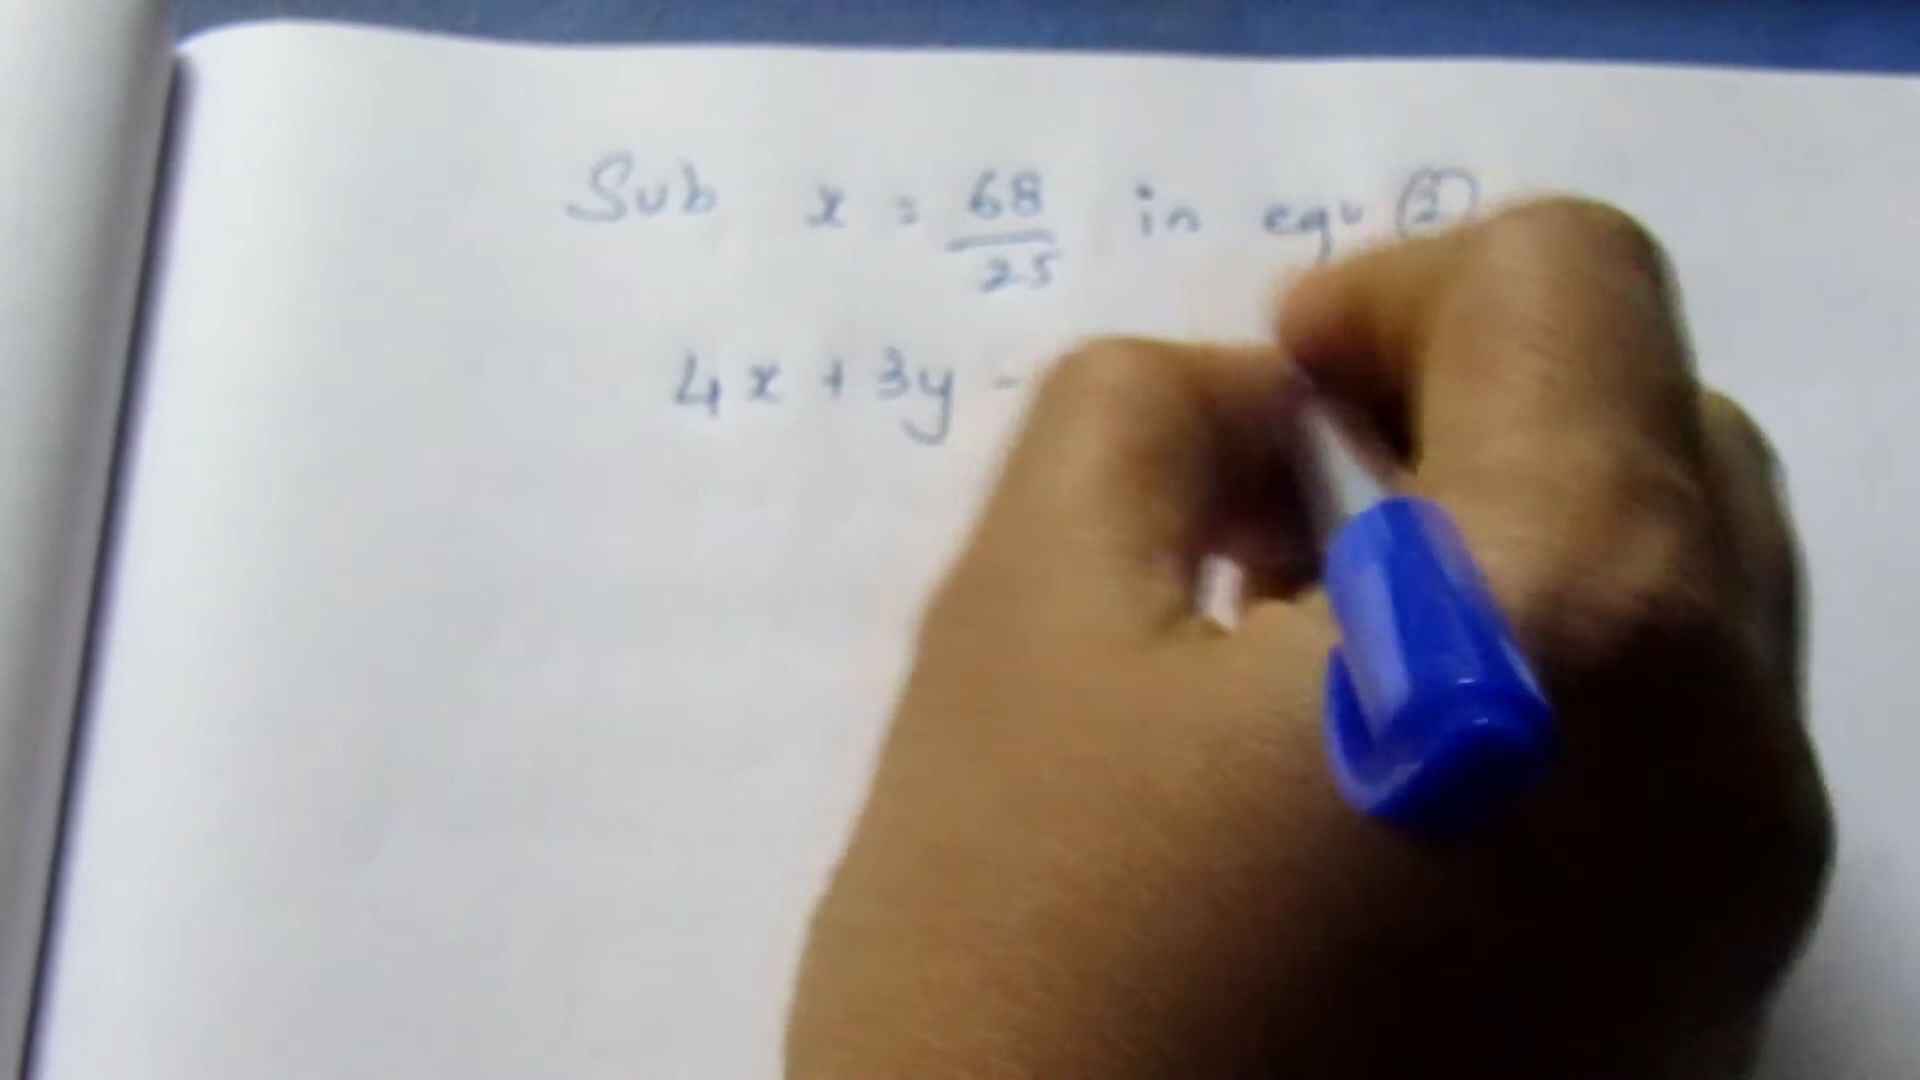 Sub x = 68/25 in equ (2)
4x + 3y -